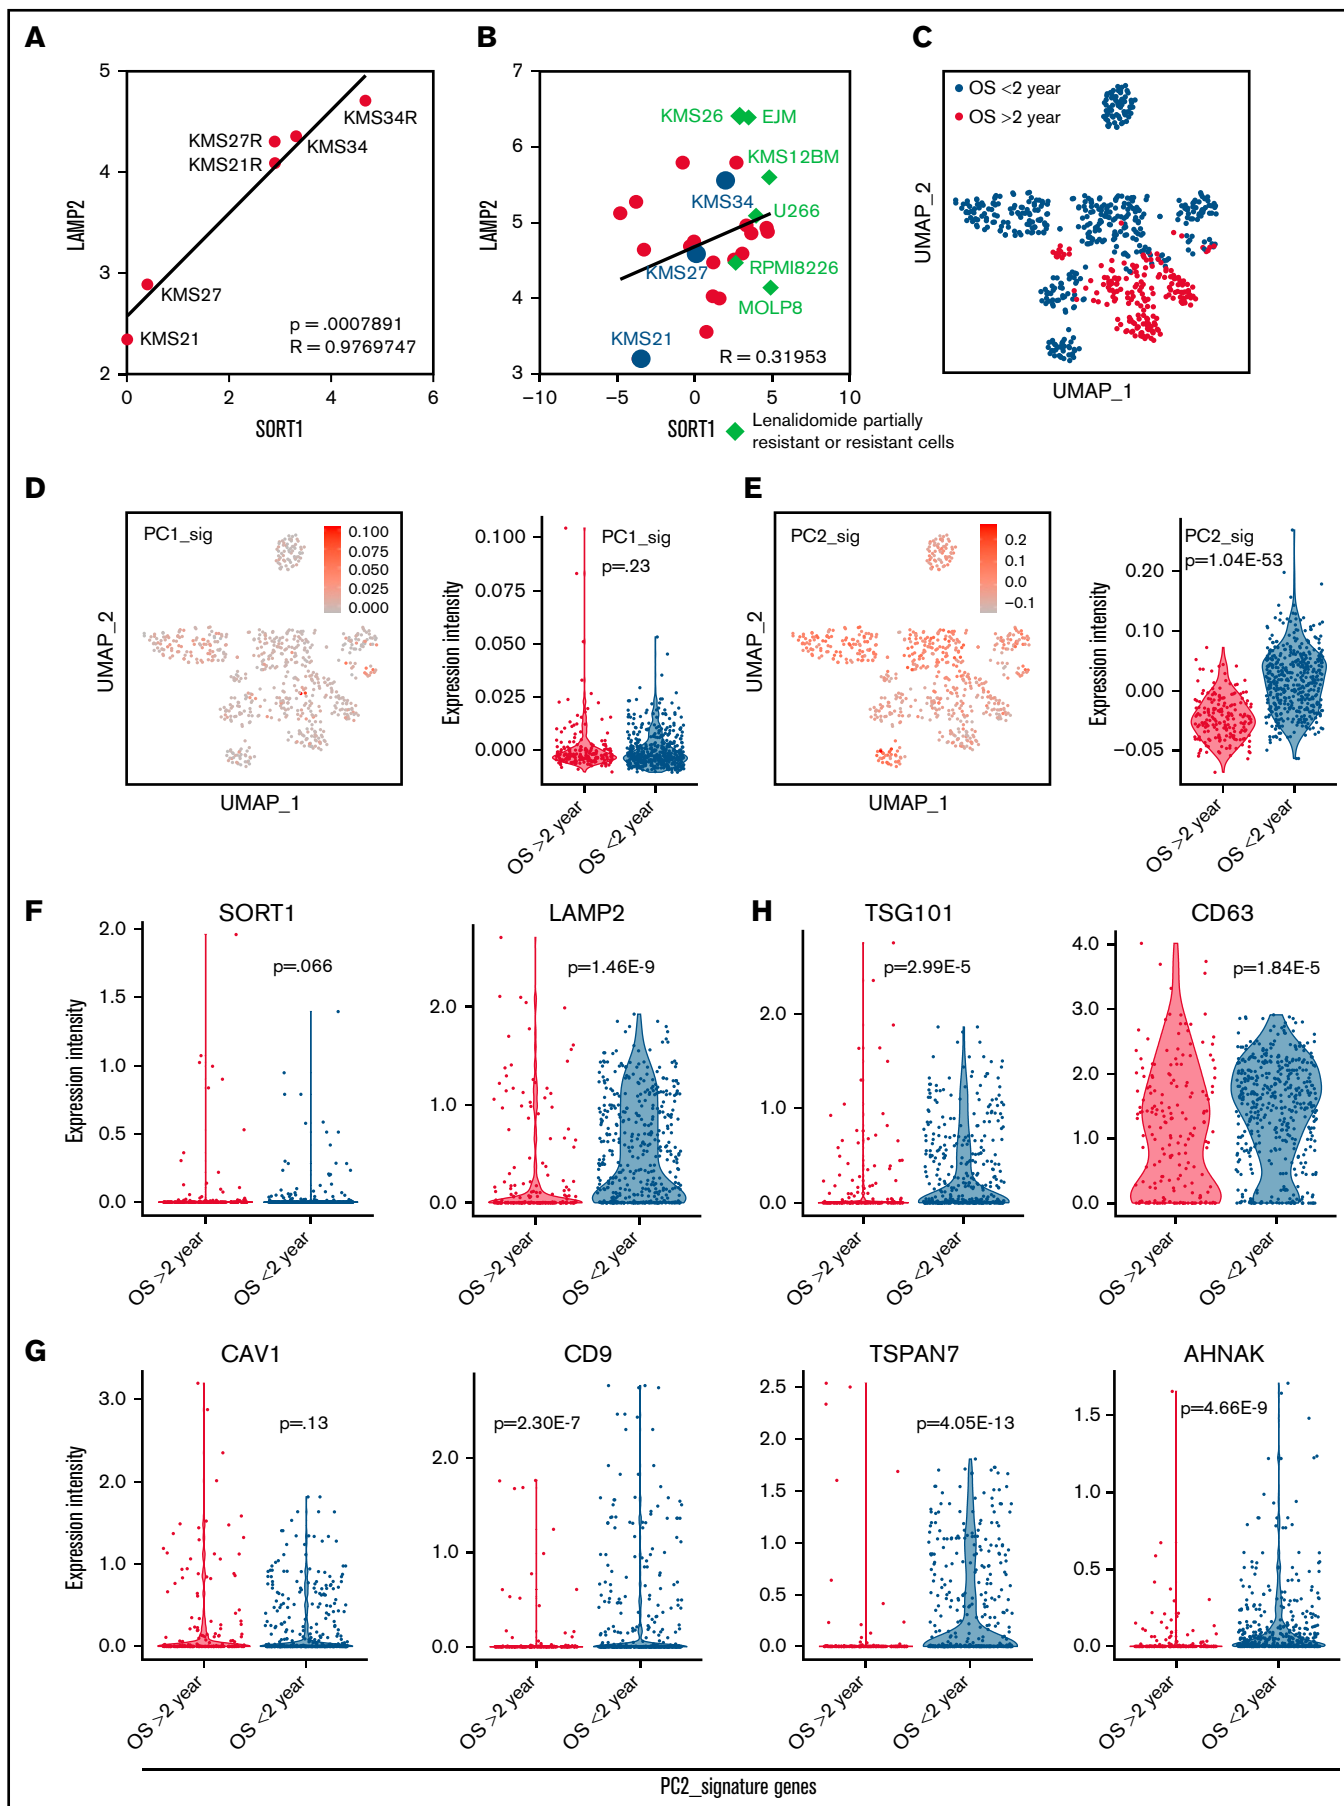 A
LAMP2
5
4
3
2
0
2
4
6
SORT1
KMS34R
KMS27R
KMS34
KMS21R
KMS27
KMS21
p = .0007891
R = 0.9769747
B
LAMP2
7
6
5
4
3
−10
−5
0
5
10
SORT1
KMS26
EJM
KMS12BM
KMS34
U266
KMS27
RPMI8226
MOLP8
KMS21
R = 0.31953
Lenalidomide partially
resistant or resistant cells
C
OS <2 year
OS >2 year
UMAP_2
UMAP_1
D
PC1_sig
0.100
0.075
0.050
0.025
0.000
UMAP_2
UMAP_1
Expression intensity
0.100
0.075
0.050
0.025
0.000
PC1_sig
p=.23
OS >2 year
OS <2 year
E
PC2_sig
0.2
0.1
0.0
−0.1
UMAP_2
UMAP_1
Expression intensity
0.20
0.10
0.00
−0.05
PC2_sig
p=1.04E-53
OS >2 year
OS <2 year
F
SORT1
Expression intensity
2.0
1.5
1.0
0.5
0.0
p=.066
OS >2 year
OS <2 year
LAMP2
2.0
1.0
0.0
p=1.46E-9
OS >2 year
OS <2 year
H
TSG101
2.0
1.0
0.0
p=2.99E-5
OS >2 year
OS <2 year
CD63
4.0
3.0
2.0
1.0
0.0
p=1.84E-5
OS >2 year
OS <2 year
G
CAV1
Expression intensity
3.0
2.0
1.0
0.0
p=.13
OS >2 year
OS <2 year
CD9
2.0
1.0
0.0
p=2.30E-7
OS >2 year
OS <2 year
TSPAN7
2.5
2.0
1.5
1.0
0.5
0.0
p=4.05E-13
OS >2 year
OS <2 year
AHNAK
1.5
1.0
0.5
0.0
p=4.66E-9
OS >2 year
OS <2 year
PC2_signature genes